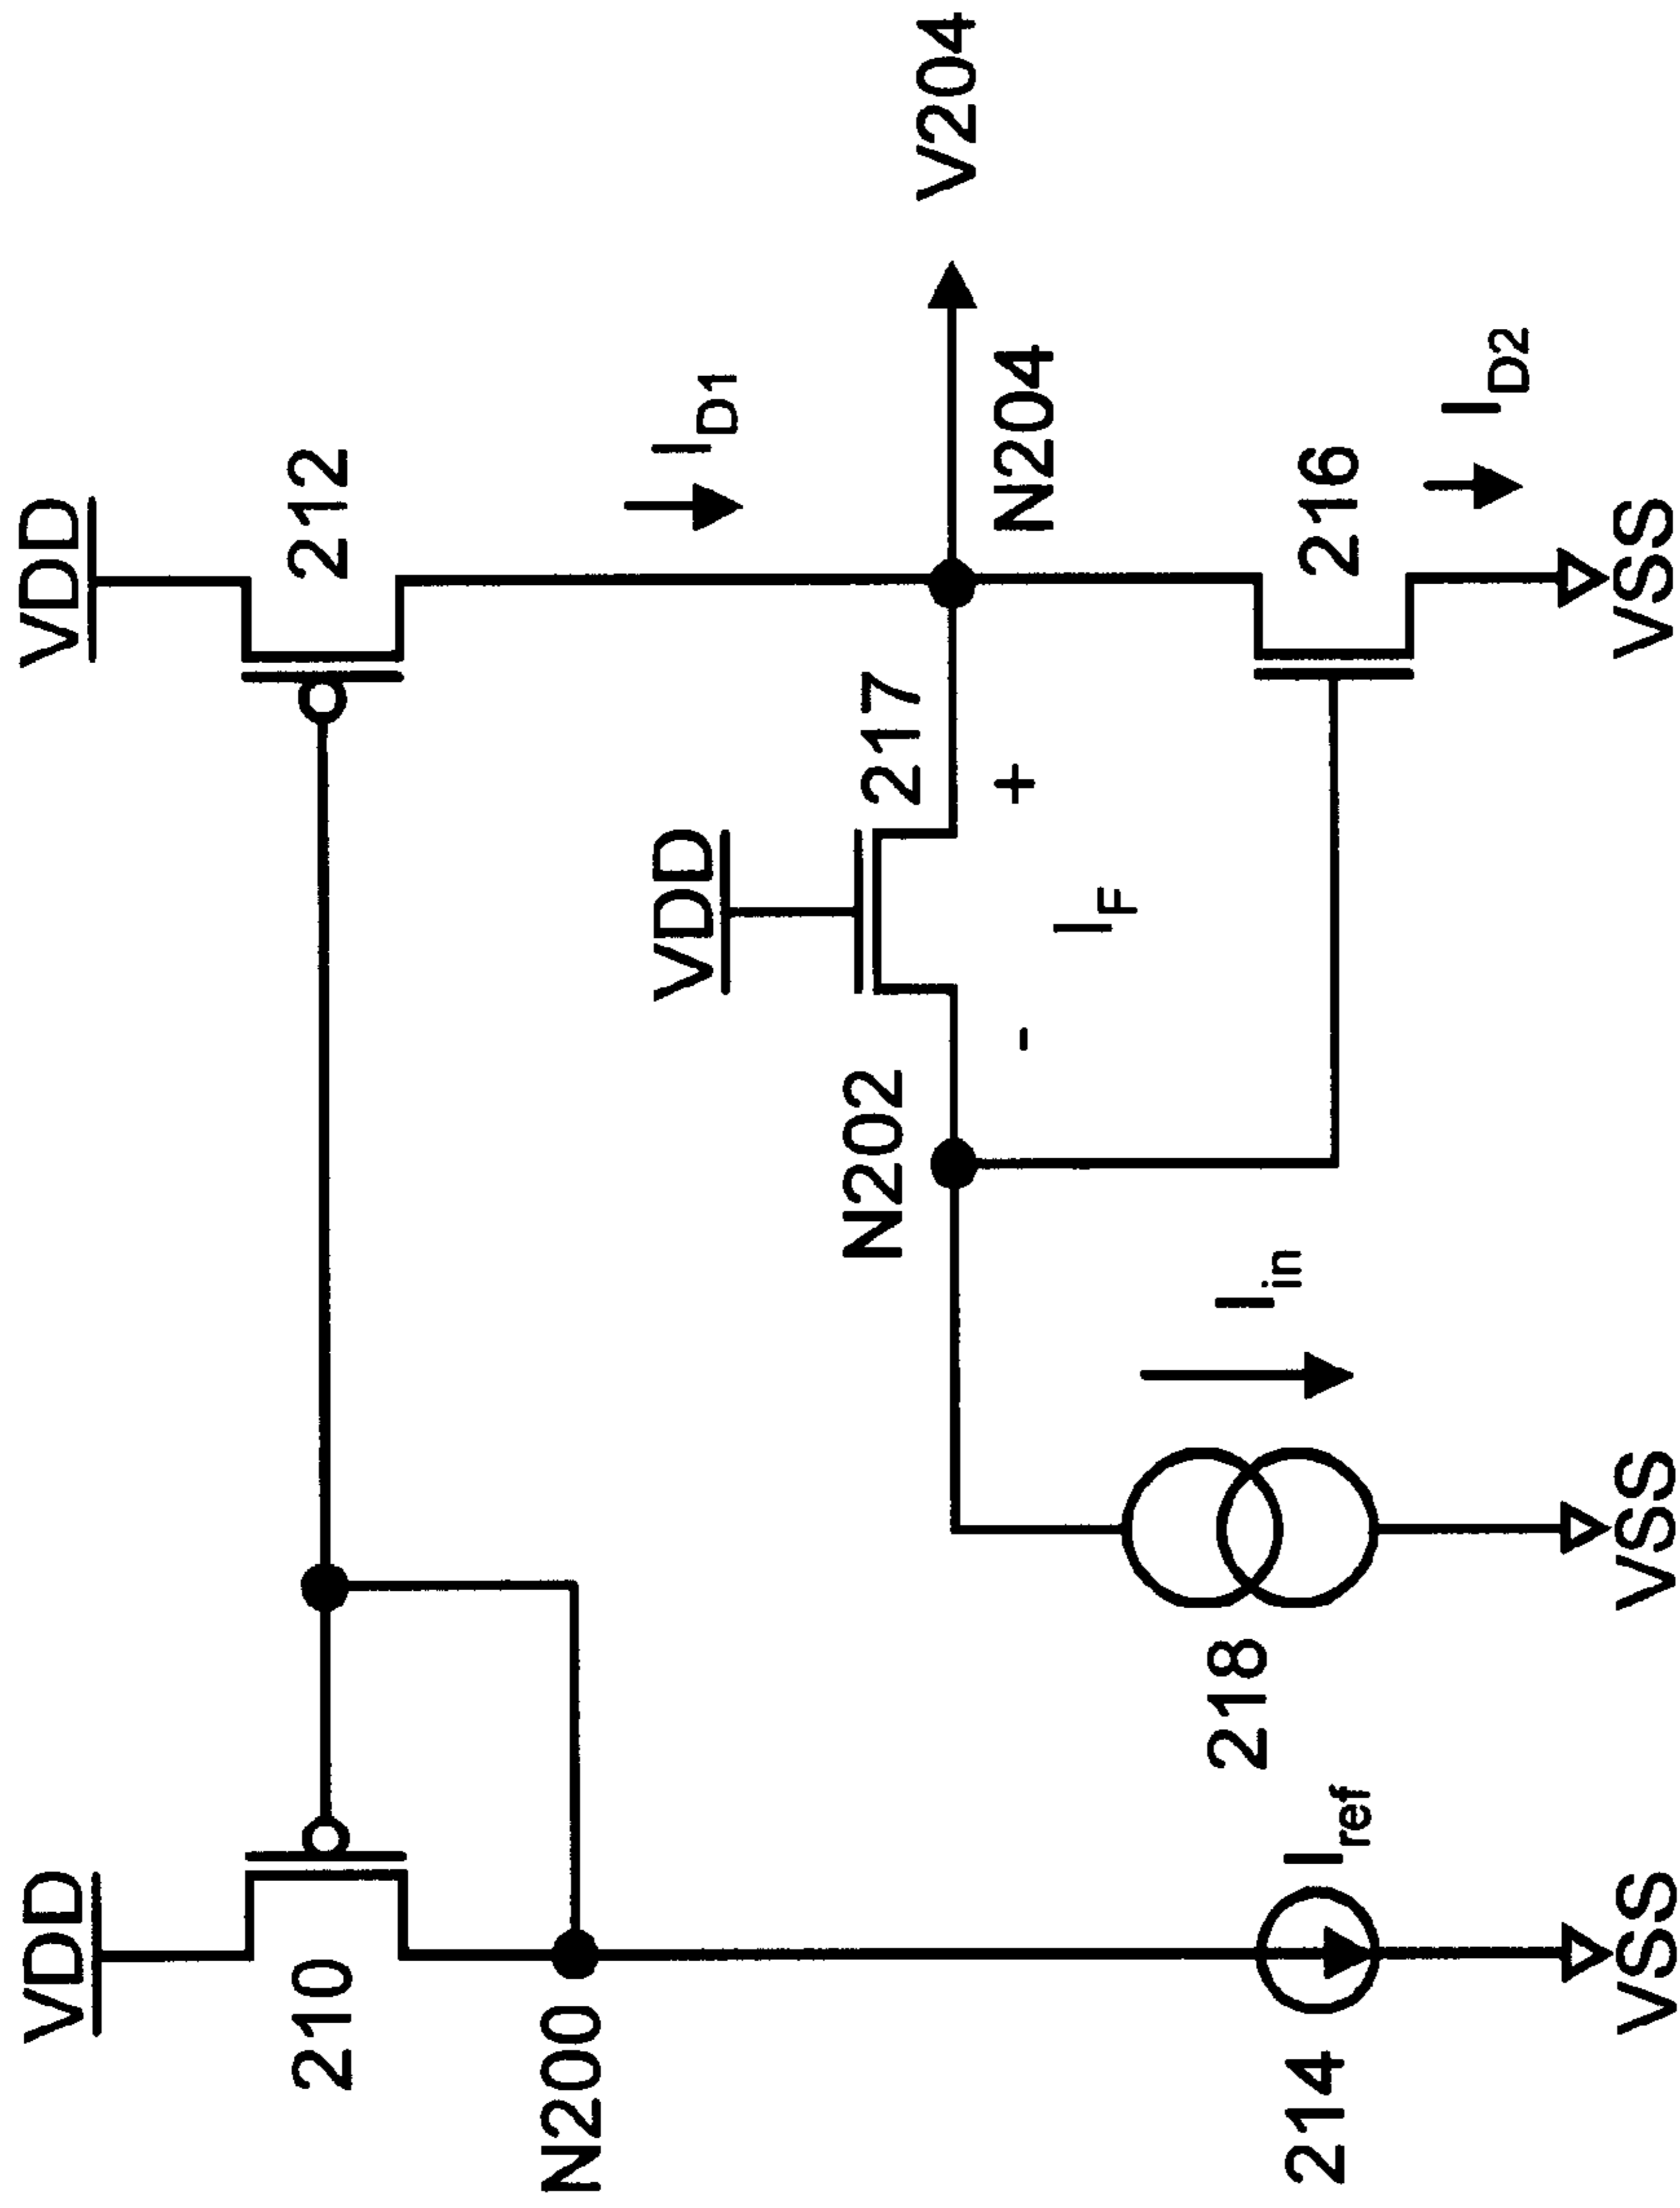 VDD
VDD
210
212
N200
VDD
I_D1
N202
217
V204
-
+
N204
I_F
218
I_in
214
I_ref
216
I_D2
VSS
VSS
VSS